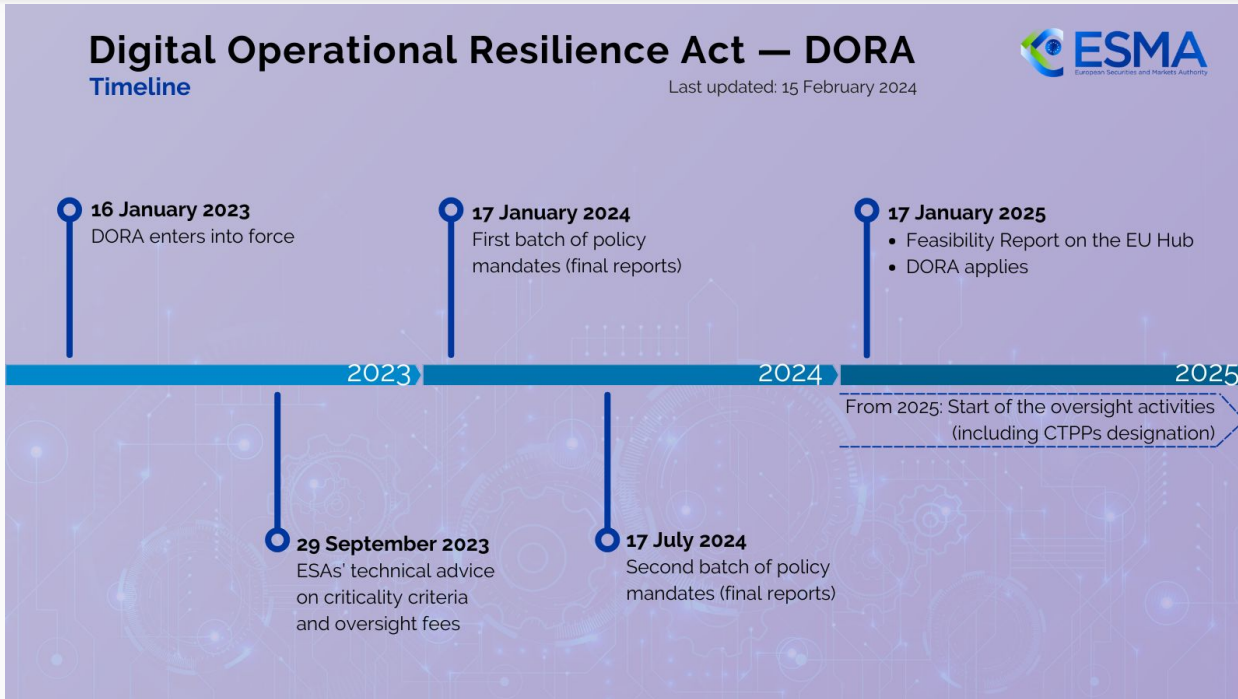 Digital Operational Resilience Act — DORA
Timeline
Last updated: 15 February 2024
ESMA
European Securities and Markets Authority
16 January 2023
DORA enters into force
17 January 2024
First batch of policy
mandates (final reports)
17 January 2025
• Feasibility Report on the EU Hub
• DORA applies
2023
2024
2025
From 2025: Start of the oversight activities
(including CTPPs designation)
29 September 2023
ESAs' technical advice
on criticality criteria
and oversight fees
17 July 2024
Second batch of policy
mandates (final reports)